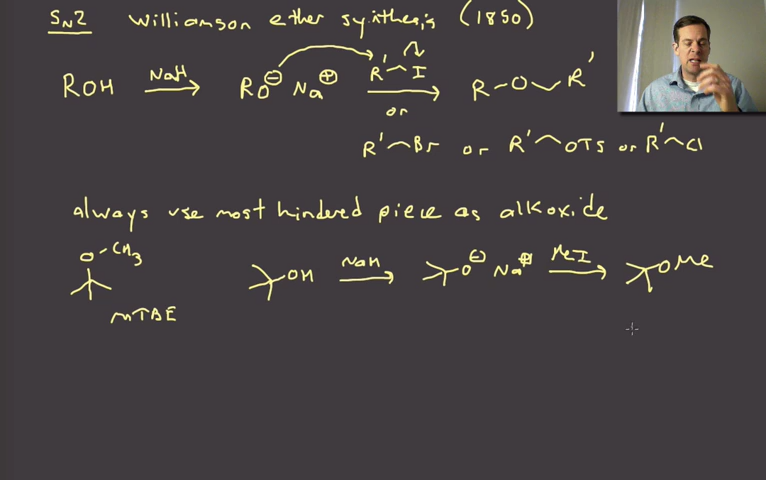 SN2 Williamson ether synthesis (1850)
ROH NaH RO⊖ Na⊕ R' I R-O R'
or
R' Br or R' OTs or R' Cl
Always use most hindered piece as alkoxide
O-CH3 OH NaH O⊖ Na⊕ MeI OMe
MTBE